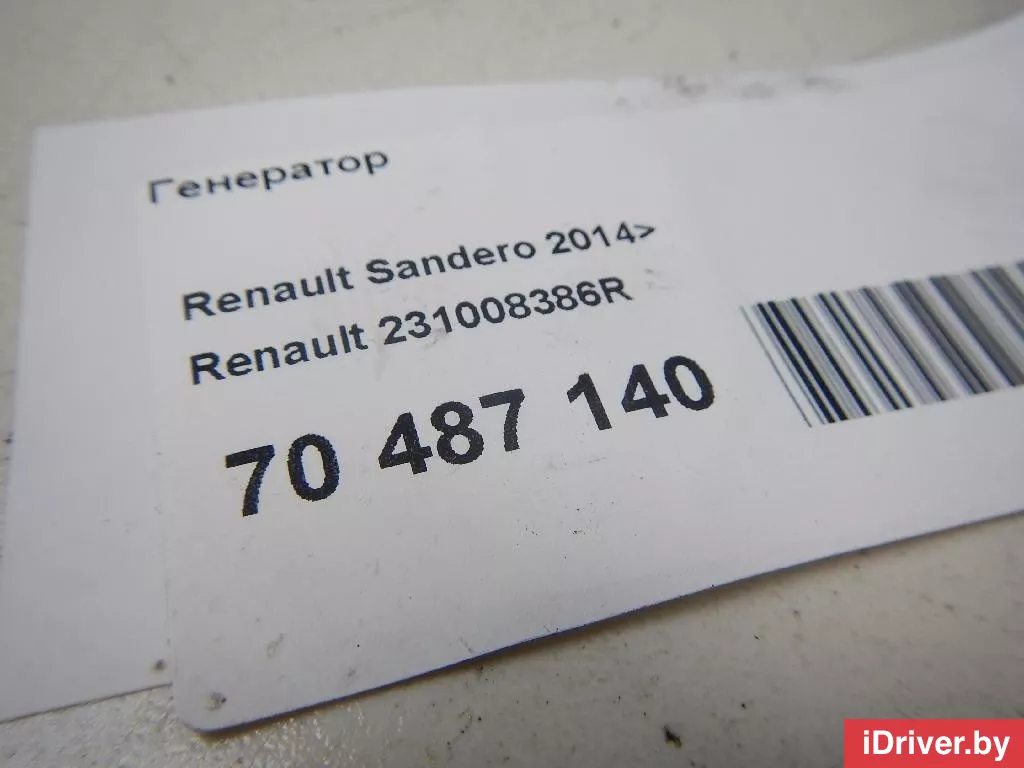 Генератор
Renault Sandero 2014>
Renault 231008386R
70 487 140
iDriver.by